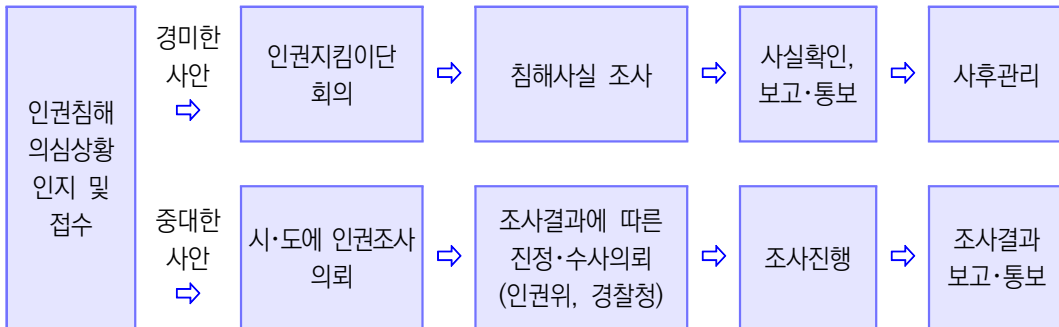 인권침해
의심상황
인지 및
접수
경미한
사안
인권지킴이단
회의
침해사실 조사
사실확인,
보고·통보
사후관리
중대한
사안
시·도에 인권조사
의뢰
조사결과에 따른
진정·수사의뢰
(인권위, 경찰청)
조사진행
조사결과
보고·통보